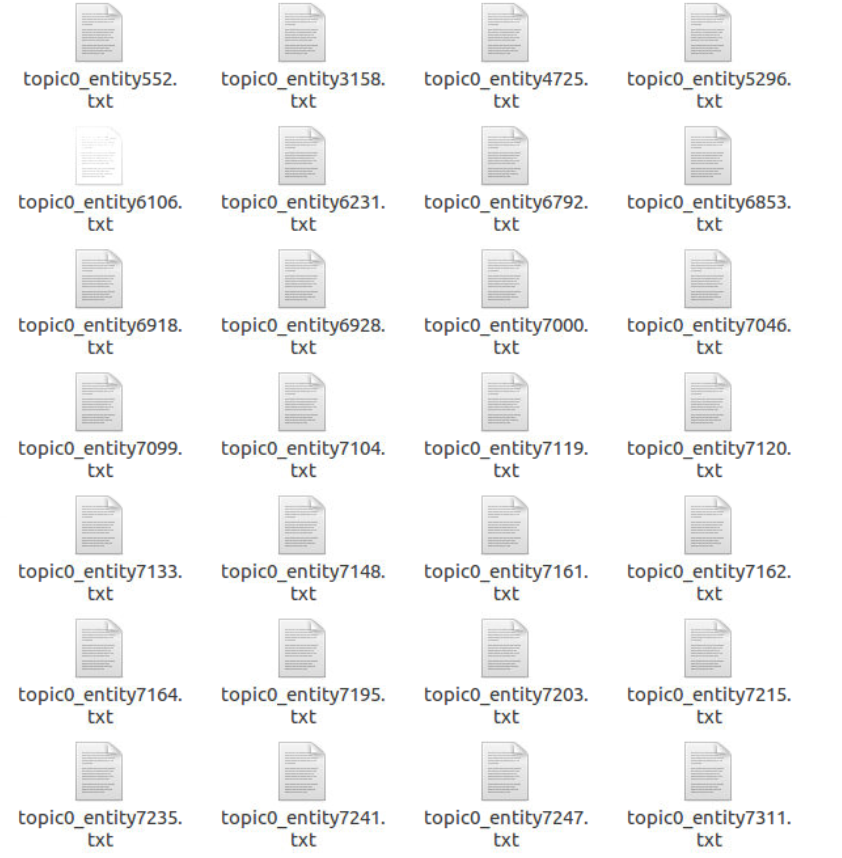 topic0_entity552.
txt
topic0_entity3158.
txt
topic0_entity4725.
txt
topic0_entity5296.
txt
topic0_entity6106.
txt
topic0_entity6231.
txt
topic0_entity6792.
txt
topic0_entity6853.
txt
topic0_entity6918.
txt
topic0_entity6928.
txt
topic0_entity7000.
txt
topic0_entity7046.
txt
topic0_entity7099.
txt
topic0_entity7104.
txt
topic0_entity7119.
txt
topic0_entity7120.
txt
topic0_entity7133.
txt
topic0_entity7148.
txt
topic0_entity7161.
txt
topic0_entity7162.
txt
topic0_entity7164.
txt
topic0_entity7195.
txt
topic0_entity7203.
txt
topic0_entity7215.
txt
topic0_entity7235.
txt
topic0_entity7241.
txt
topic0_entity7247.
txt
topic0_entity7311.
txt